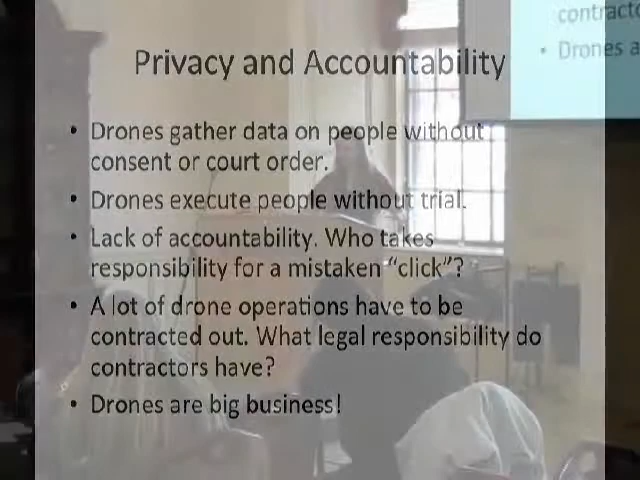 contracto
• Drones a
Privacy and Accountability
• Drones gather data on people without
consent or court order.
• Drones execute people without trial.
• Lack of accountability. Who takes
responsibility for a mistaken “click”?
• A lot of drone operations have to be
contracted out. What legal responsibility do
contractors have?
• Drones are big business!